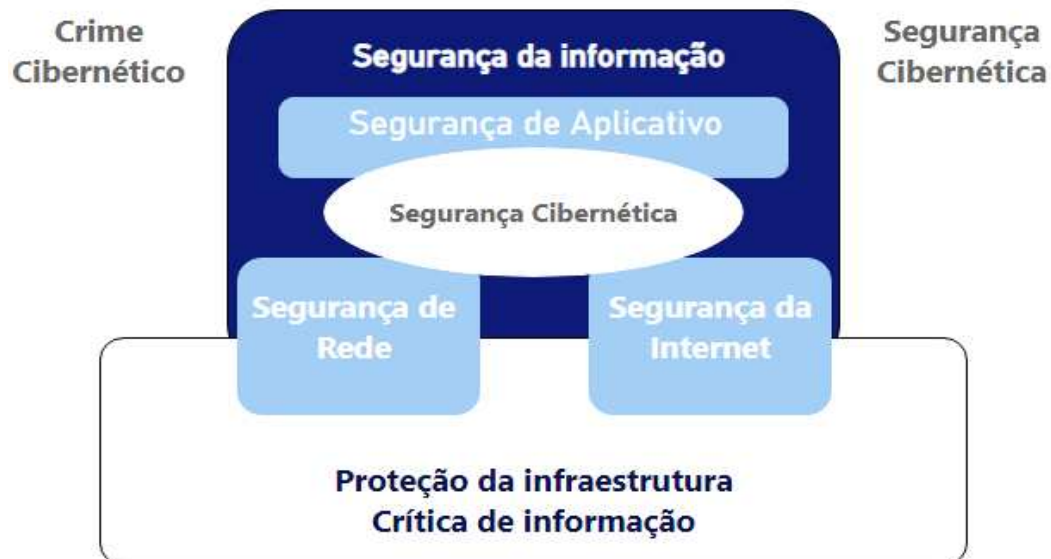 Crime
Cibernético
Segurança da informação
Segurança
Cibernética
Segurança de Aplicativo
Segurança Cibernética
Segurança de
Rede
Segurança da
Internet
Proteção da infraestrutura
Crítica de informação